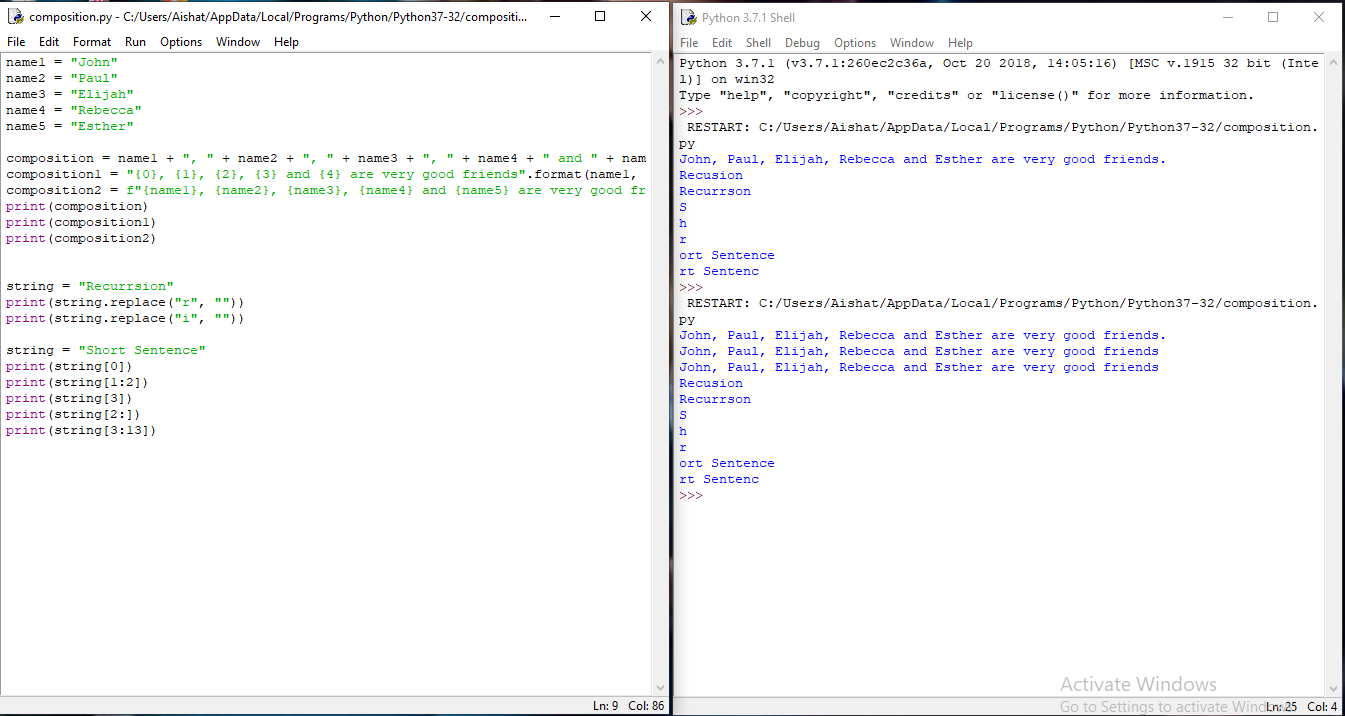 composition.py - C:/Users/Aishat/AppData/Local/Programs/Python/Python37-32/compositi...
File Edit Format Run Options Window Help
name1 = "John"
name2 = "Paul"
name3 = "Elijah"
name4 = "Rebecca"
name5 = "Esther"
composition = name1 + ", " + name2 + ", " + name3 + ", " + name4 + " and " + nam
composition1 = "{0}, {1}, {2}, {3} and {4} are very good friends".format(name1,
composition2 = f"{name1}, {name2}, {name3}, {name4} and {name5} are very good fr
print(composition)
print(composition1)
print(composition2)
string = "Recurrsion"
print(string.replace("r", ""))
print(string.replace("i", ""))
string = "Short Sentence"
print(string[0])
print(string[1:2])
print(string[3])
print(string[2:])
print(string[3:13])
Ln: 9 Col: 86
Python 3.7.1 Shell
File Edit Shell Debug Options Window Help
Python 3.7.1 (v3.7.1:260ec2c36a, Oct 20 2018, 14:05:16) [MSC v.1915 32 bit (Inte
l)] on win32
Type "help", "copyright", "credits" or "license()" for more information.
>>>
RESTART: C:/Users/Aishat/AppData/Local/Programs/Python/Python37-32/composition.
py
John, Paul, Elijah, Rebecca and Esther are very good friends.
Recusion
Recurrson
S
h
r
ort Sentence
rt Sentenc
>>>
RESTART: C:/Users/Aishat/AppData/Local/Programs/Python/Python37-32/composition.
py
John, Paul, Elijah, Rebecca and Esther are very good friends.
John, Paul, Elijah, Rebecca and Esther are very good friends
John, Paul, Elijah, Rebecca and Esther are very good friends
Recusion
Recurrson
S
h
r
ort Sentence
rt Sentenc
>>>
Activate Windows
Go to Settings to activate Windows.
Ln: 25 Col: 4